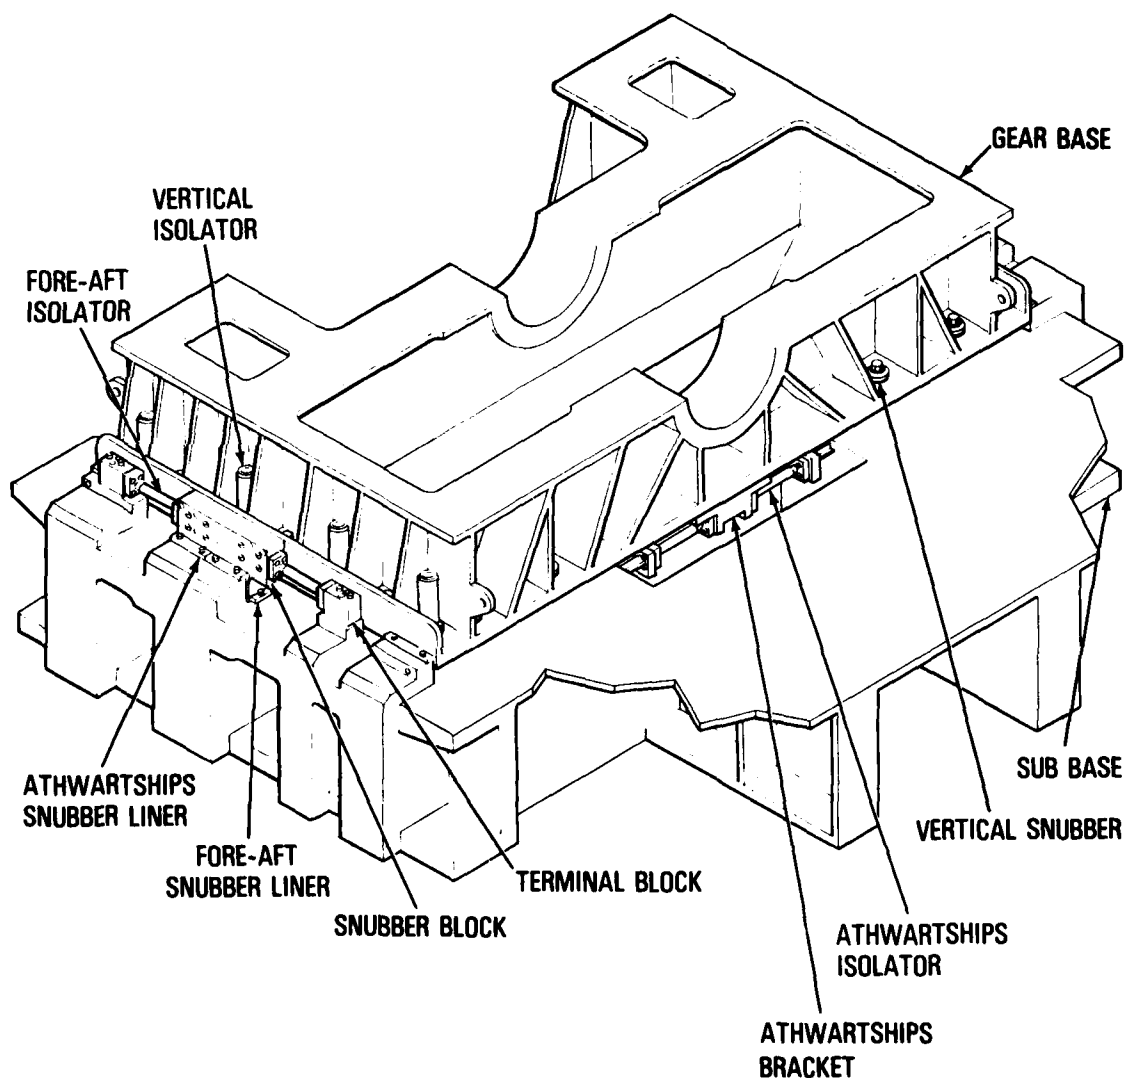 GEAR BASE
VERTICAL
ISOLATOR
FORE-AFT
ISOLATOR
SUB BASE
ATHWARTSHIPS
SNUBBER LINER
VERTICAL SNUBBER
FORE-AFT
SNUBBER LINER
TERMINAL BLOCK
SNUBBER BLOCK
ATHWARTSHIPS
ISOLATOR
ATHWARTSHIPS
BRACKET